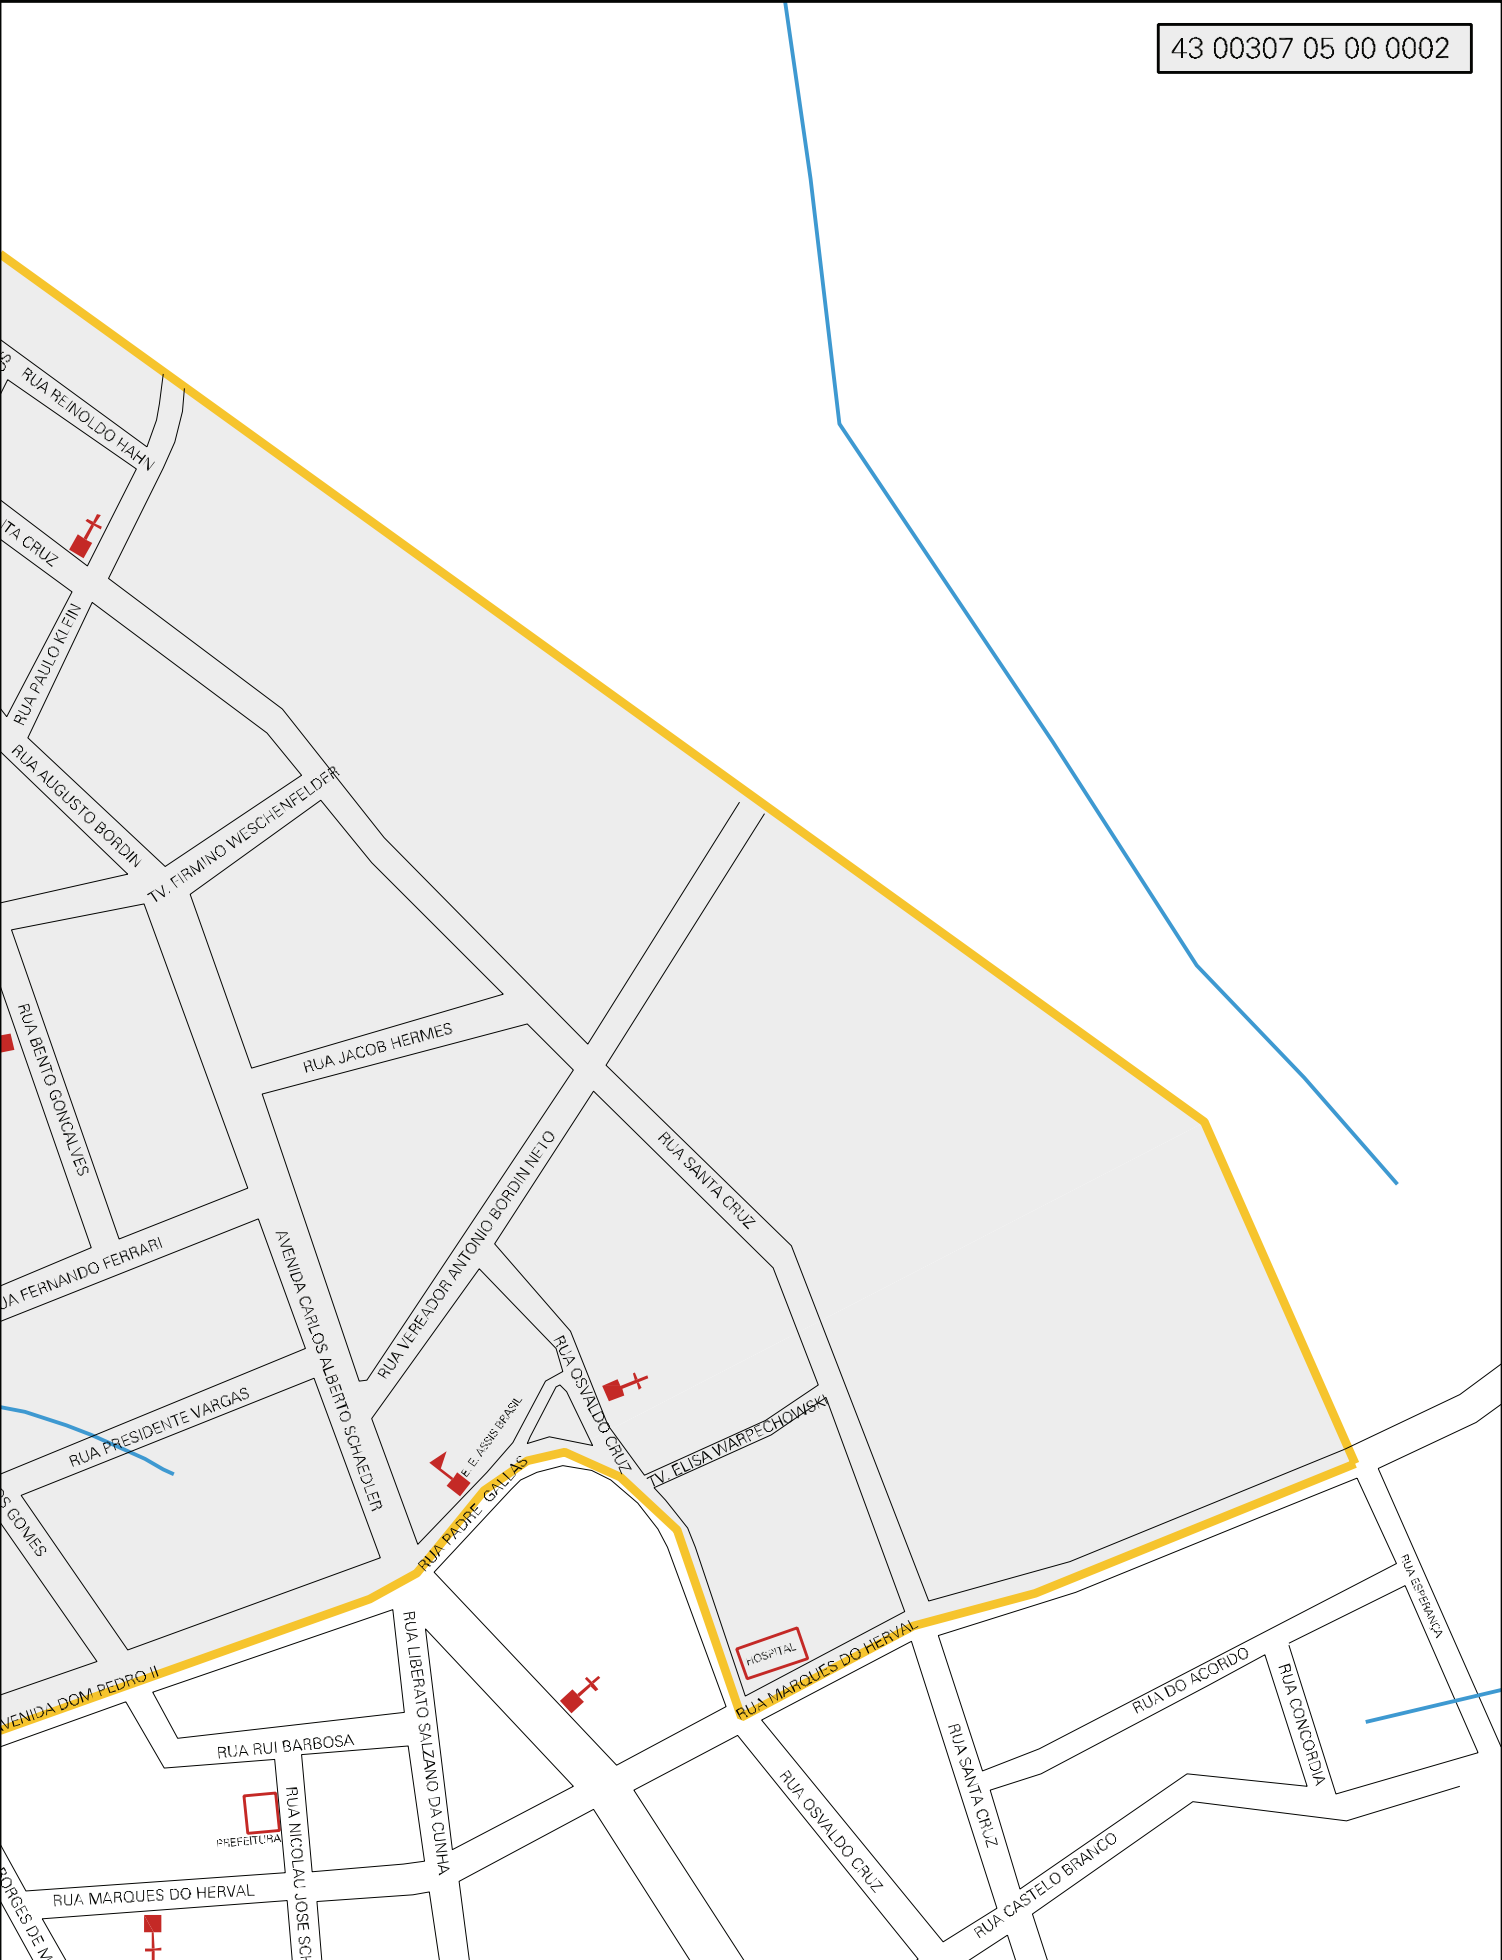 43 00307 05 00 0002
RUA REINOLDO HAHN
CRUZ
RUA PAULO KLEIN
RUA AUGUSTO BORDIN
TV. FIRMINO WESCHENFELDER
RUA BENTO GONCALVES
RUA JACOB HERMES
RUA VEREADOR ANTONIO BORDIN NETO
RUA SANTA CRUZ
FERNANDO FERRARI
AVENIDA CARLOS ALBERTO SCHAEDLER
RUA OSVALDO CRUZ
RUA PRESIDENTE VARGAS
E. E. ASSIS BRASIL
TV. ELISA WARPECHOWSKI
GOMES
RUA PADRE GALLAS
RUA ESPERANÇA
HOSPITAL
RUA MARQUES DO HERVAL
AVENIDA DOM PEDRO II
RUA LIBERATO SALZANO DA CUNHA
RUA DO ACORDO
RUA CONCORDIA
RUA RUI BARBOSA
RUA SANTA CRUZ
RUA OSVALDO CRUZ
PREFEITURA
RUA NICOLAU JOSE SCH
RUA CASTELO BRANCO
RUA MARQUES DO HERVAL
BORGES DE M